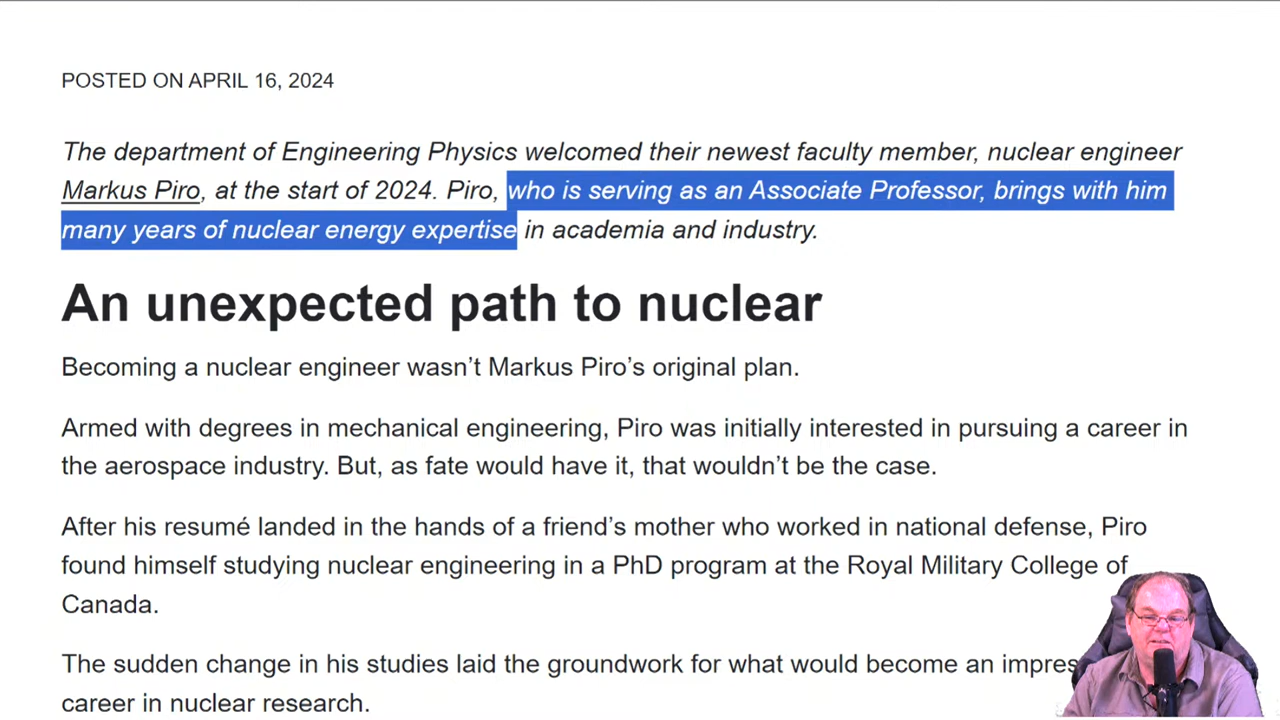 POSTED ON APRIL 16, 2024
The department of Engineering Physics welcomed their newest faculty member, nuclear engineer
Markus Piro, at the start of 2024. Piro, who is serving as an Associate Professor, brings with him
many years of nuclear energy expertise in academia and industry.
An unexpected path to nuclear
Becoming a nuclear engineer wasn’t Markus Piro’s original plan.
Armed with degrees in mechanical engineering, Piro was initially interested in pursuing a career in
the aerospace industry. But, as fate would have it, that wouldn’t be the case.
After his resumé landed in the hands of a friend’s mother who worked in national defense, Piro
found himself studying nuclear engineering in a PhD program at the Royal Military College of
Canada.
The sudden change in his studies laid the groundwork for what would become an
career in nuclear research.